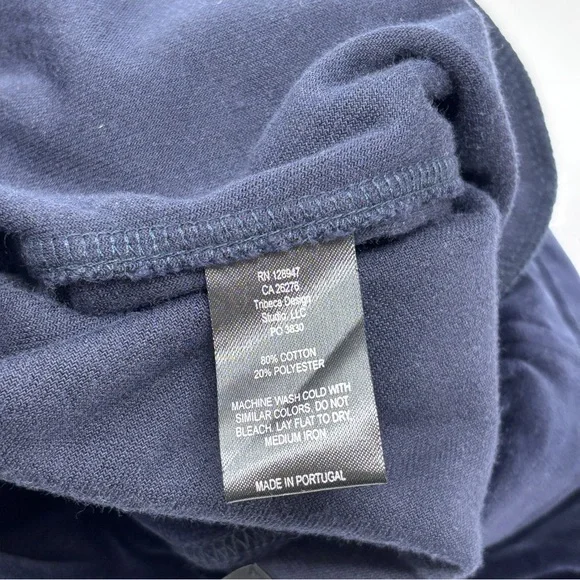 RN 128947
CA 26276
Tribeca Design
Studio, LLC
PO 3830
80% COTTON
20% POLYESTER
MACHINE WASH COLD WITH
SIMILAR COLORS, DO NOT
BLEACH. LAY FLAT TO DRY.
MEDIUM IRON
MADE IN PORTUGAL